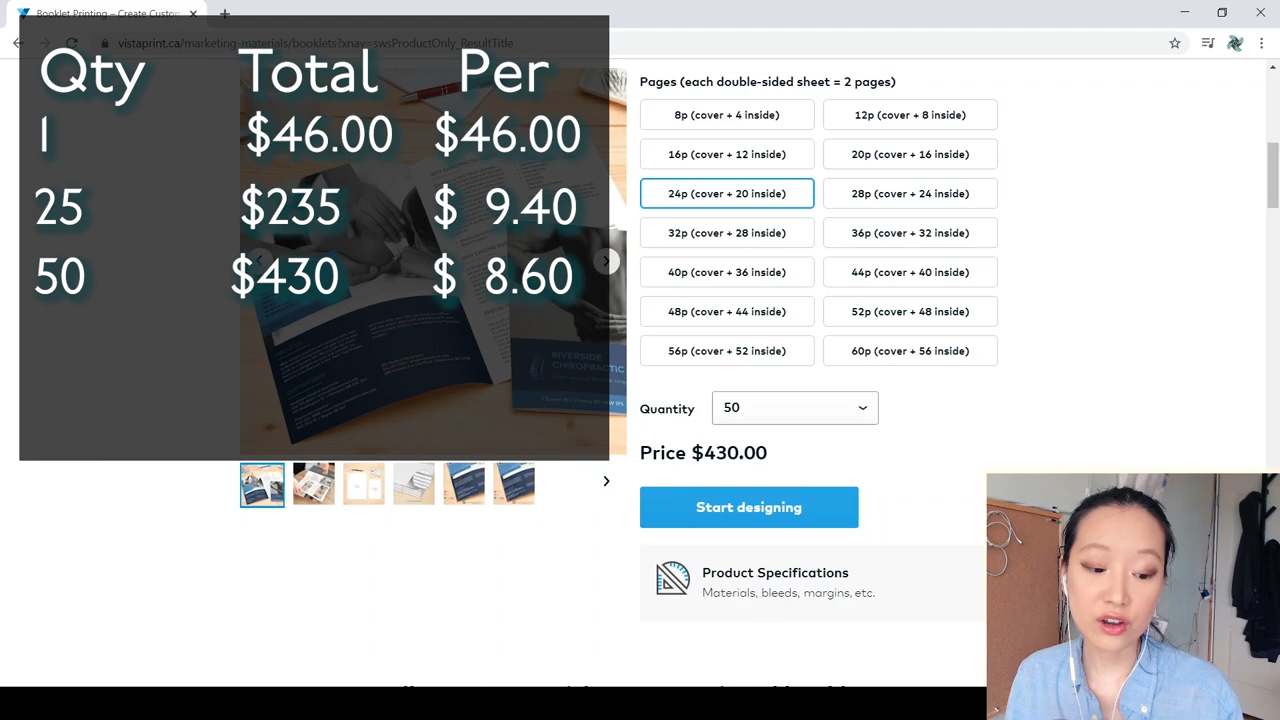 Booklet Printing – Create Custom
vistaprint.ca/marketing-materials/booklets?xnav=swsProductOnly_ResultTitle
Qty Total Per
1 $46.00 $46.00
25 $235 $ 9.40
50 $430 $ 8.60
RIVERSIDE
CHIROPRACTIC
Pages (each double-sided sheet = 2 pages)
8p (cover + 4 inside) 12p (cover + 8 inside)
16p (cover + 12 inside) 20p (cover + 16 inside)
24p (cover + 20 inside) 28p (cover + 24 inside)
32p (cover + 28 inside) 36p (cover + 32 inside)
40p (cover + 36 inside) 44p (cover + 40 inside)
48p (cover + 44 inside) 52p (cover + 48 inside)
56p (cover + 52 inside) 60p (cover + 56 inside)
Quantity 50
Price $430.00
Start designing
Product Specifications
Materials, bleeds, margins, etc.